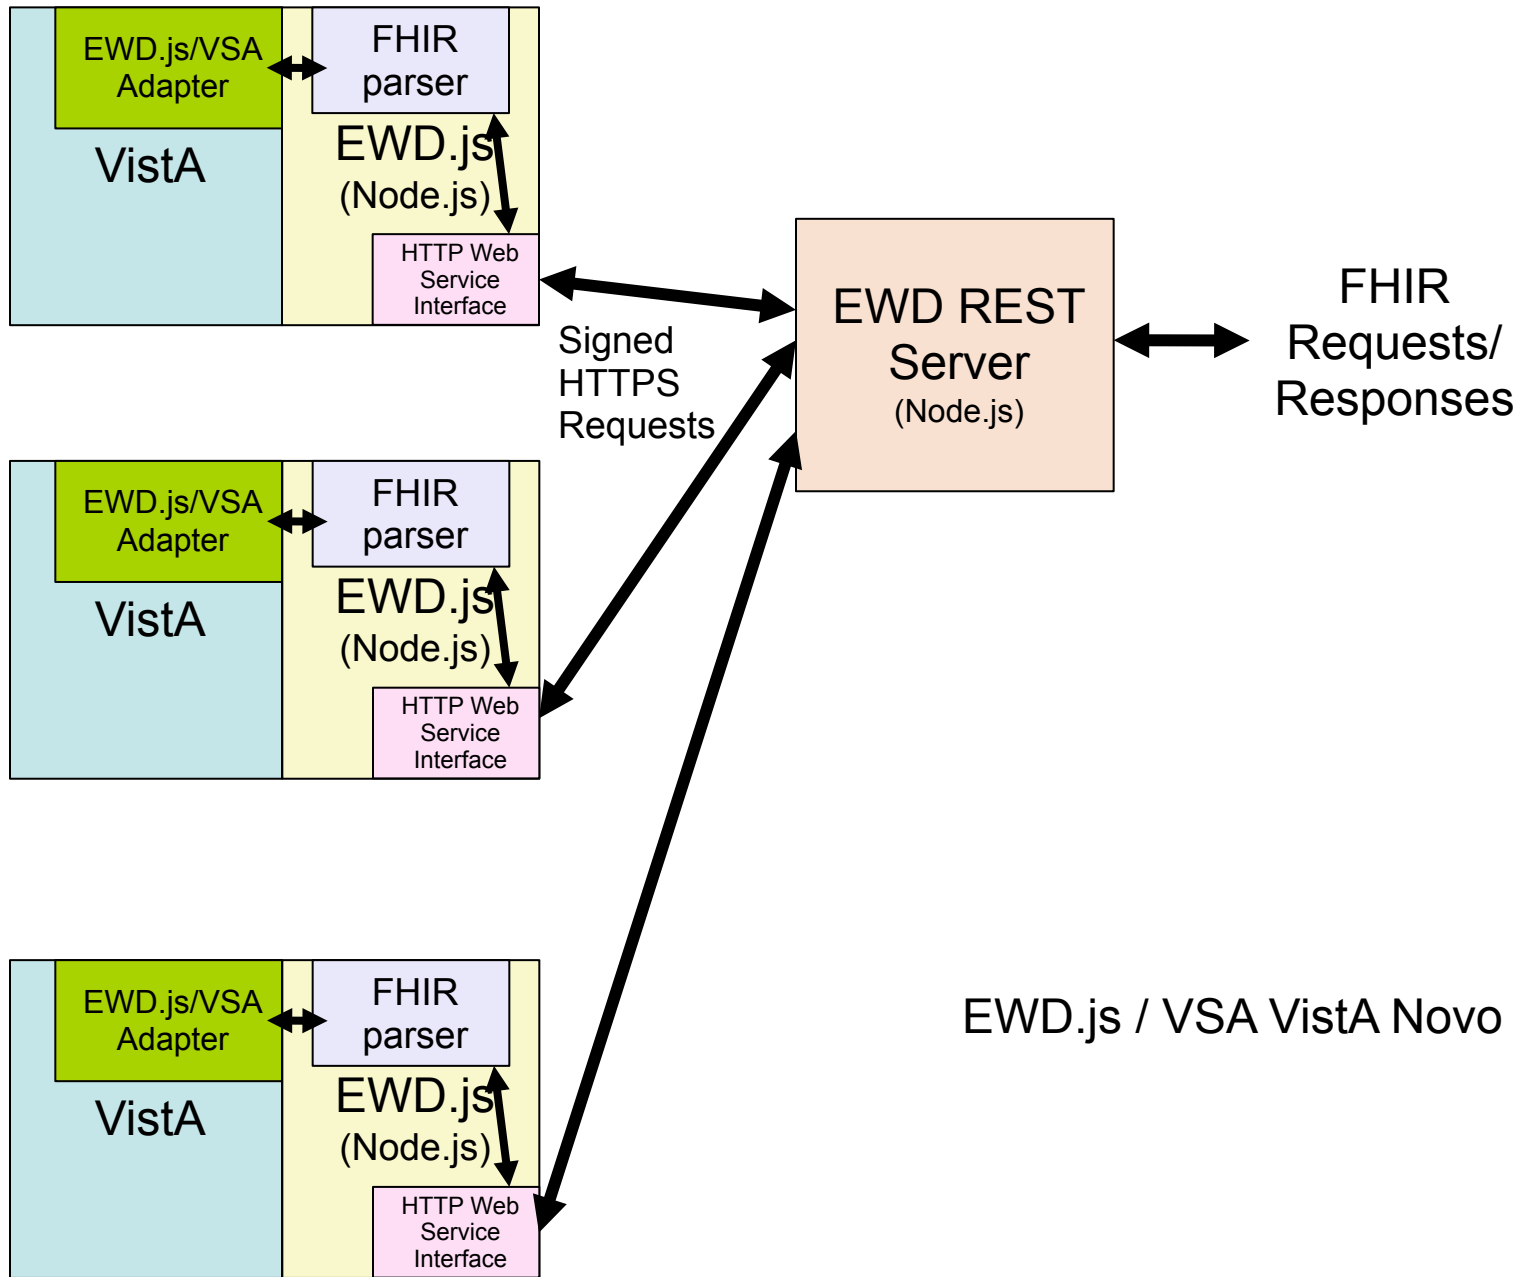 EWD.js/VSA
Adapter
FHIR
parser
VistA
EWD.js
(Node.js)
HTTP Web
Service
Interface
Signed
HTTPS
Requests
EWD REST
Server
(Node.js)
FHIR
Requests/
Responses
EWD.js/VSA
Adapter
FHIR
parser
VistA
EWD.js
(Node.js)
HTTP Web
Service
Interface
EWD.js/VSA
Adapter
FHIR
parser
VistA
EWD.js
(Node.js)
HTTP Web
Service
Interface
EWD.js / VSA VistA Novo